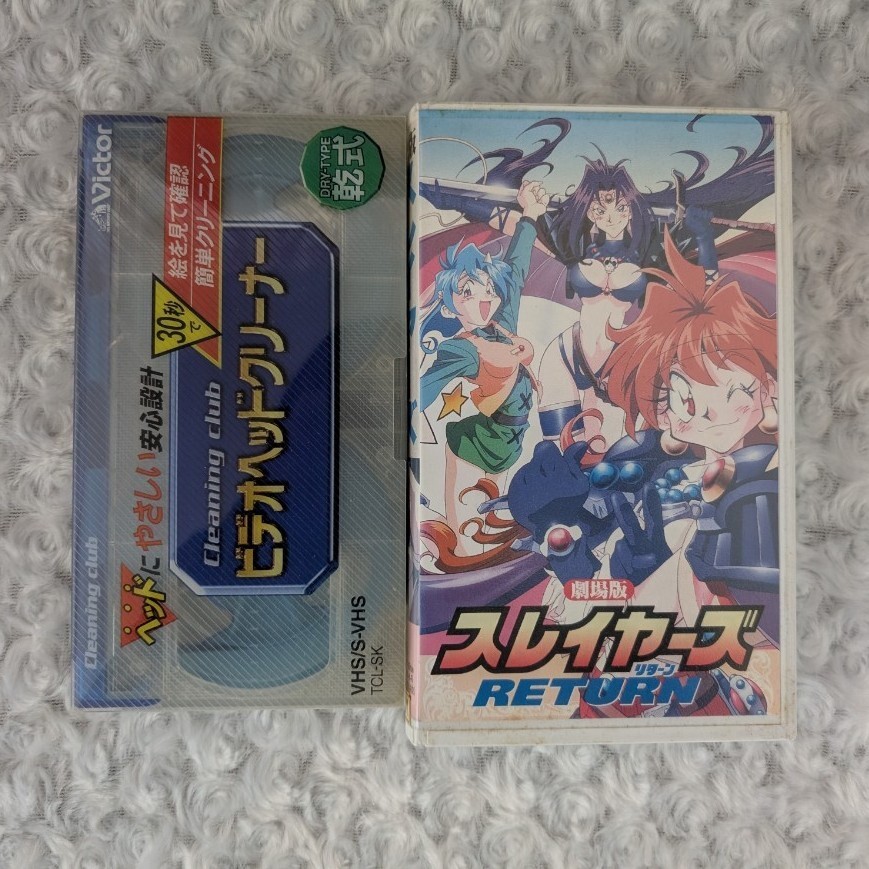 Victor
DRY-TYPE
乾式
絵を見て確認
簡単クリーニング
30秒で
Cleaning club
ビデオヘッドクリーナー
ヘッドにやさしい安心設計
Cleaning club
VHS/S-VHS
TCL-SK
劇場版
スレイヤーズ
リターン
RETURN